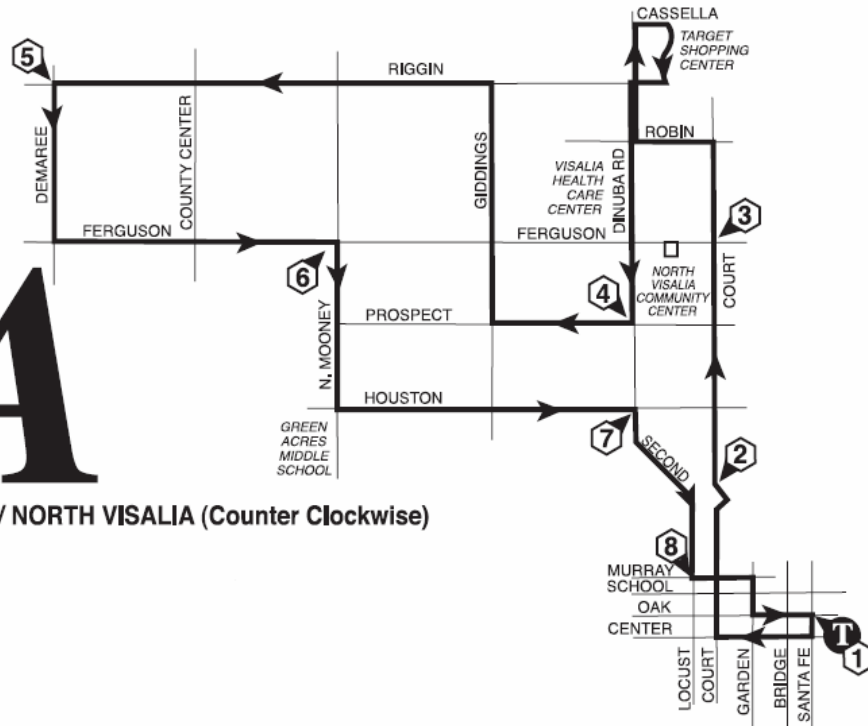 CASSELLA
TARGET
SHOPPING
CENTER
5
RIGGIN
DEMAREE
COUNTY CENTER
GIDDINGS
ROBIN
VISALIA
HEALTH
CARE
CENTER
DINUBA RD
3
FERGUSON
FERGUSON
6
4
NORTH
VISALIA
COMMUNITY
CENTER
COURT
A
N. MOONEY
PROSPECT
HOUSTON
GREEN
ACRES
MIDDLE
SCHOOL
7
SECOND
2
/ NORTH VISALIA (Counter Clockwise)
8
MURRAY
SCHOOL
OAK
CENTER
T
1
LOCUST
COURT
GARDEN
BRIDGE
SANTA FE